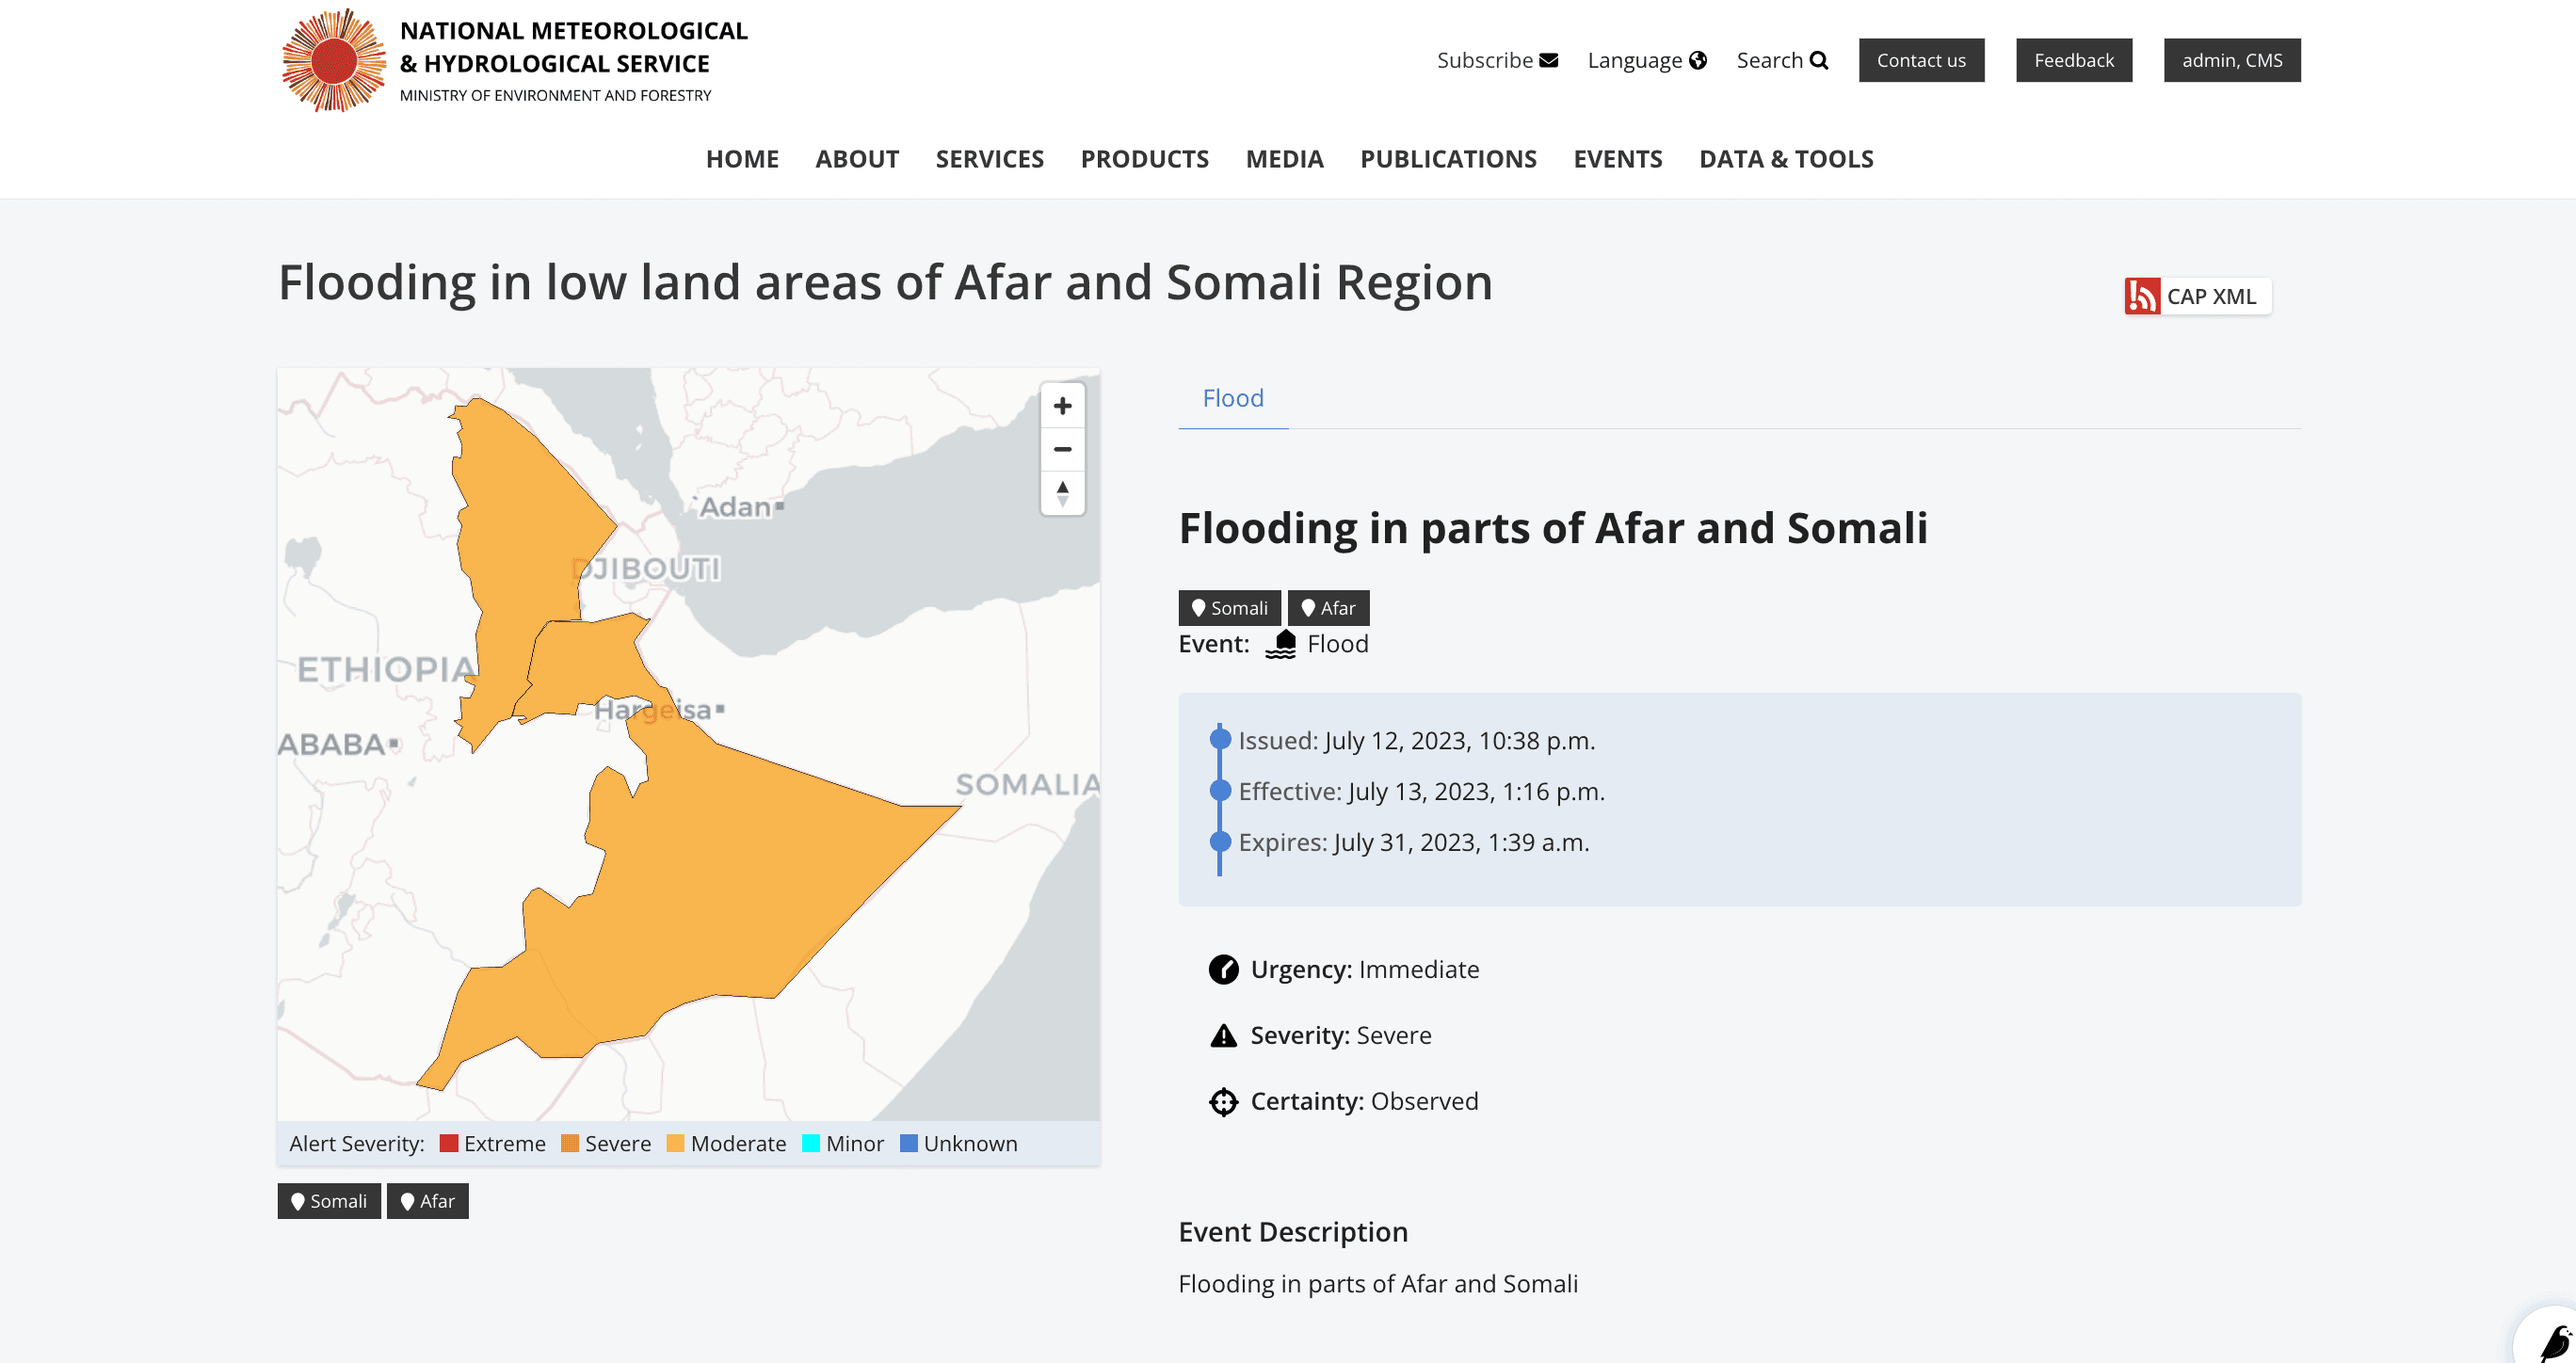 NATIONAL METEOROLOGICAL
& HYDROLOGICAL SERVICE
MINISTRY OF ENVIRONMENT AND FORESTRY
Subscribe Language Search Contact us Feedback admin, CMS
HOME ABOUT SERVICES PRODUCTS MEDIA PUBLICATIONS EVENTS DATA & TOOLS
Flooding in low land areas of Afar and Somali Region
CAP XML
`Adan
DJIBOUTI
ETHIOPIA
Hargeisa
ABABA
SOMALIA
Alert Severity: Extreme Severe Moderate Minor Unknown
Somali Afar
Flood
Flooding in parts of Afar and Somali
Somali Afar
Event: Flood
Issued: July 12, 2023, 10:38 p.m.
Effective: July 13, 2023, 1:16 p.m.
Expires: July 31, 2023, 1:39 a.m.
Urgency: Immediate
Severity: Severe
Certainty: Observed
Event Description
Flooding in parts of Afar and Somali